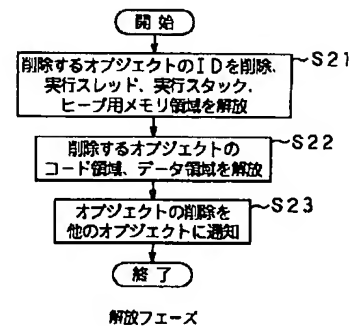 開始
削除するオブジェクトのIDを削除、 ~S21
実行スレッド、実行スタック、
ヒープ用メモリ領域を解放
削除するオブジェクトの ~S22
コード領域、データ領域を解放
オブジェクトの削除を ~S23
他のオブジェクトに通知
終了
解放フェーズ